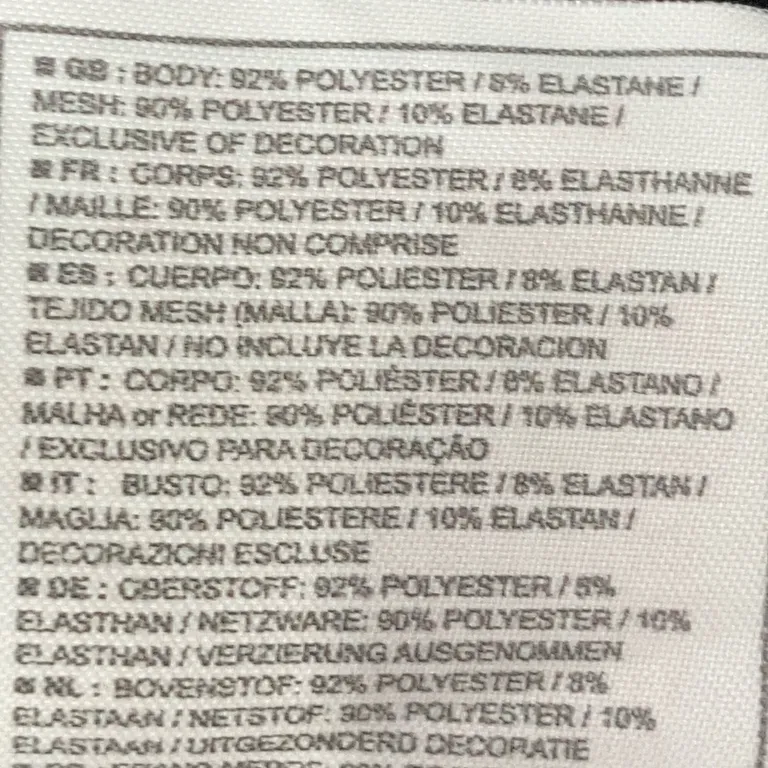 GB : BODY: 92% POLYESTER / 8% ELASTANE /
MESH: 90% POLYESTER / 10% ELASTANE /
EXCLUSIVE OF DECORATION
FR : CORPS: 92% POLYESTER / 8% ELASTHANNE
/ MAILLE: 90% POLYESTER / 10% ELASTHANNE /
DECORATION NON COMPRISE
ES : CUERPO: 92% POLIESTER / 8% ELASTAN /
TEJIDO MESH (MALLA): 90% POLIESTER / 10%
ELASTAN / NO INCLUYE LA DECORACION
PT : CORPO: 92% POLIÉSTER / 8% ELASTANO /
MALHA or REDE: 90% POLIÉSTER / 10% ELASTANO
/ EXCLUSIVO PARA DECORAÇÃO
IT : BUSTO: 92% POLIESTERE / 8% ELASTAN /
MAGLIA: 90% POLIESTERE / 10% ELASTAN /
DECORAZIONI ESCLUSE
DE : OBERSTOFF: 92% POLYESTER / 8%
ELASTHAN / NETZWARE: 90% POLYESTER / 10%
ELASTHAN / VERZIERUNG AUSGENOMMEN
NL : BOVENSTOF: 92% POLYESTER / 8%
ELASTAAN / NETSTOF: 90% POLYESTER / 10%
ELASTAAN / UITGEZONDERD DECORATIE